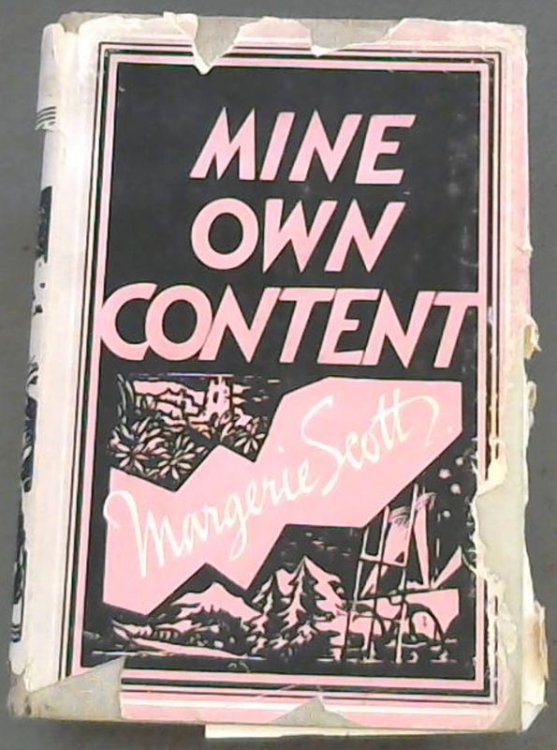 MINE
OWN
CONTENT
Margerie Scott